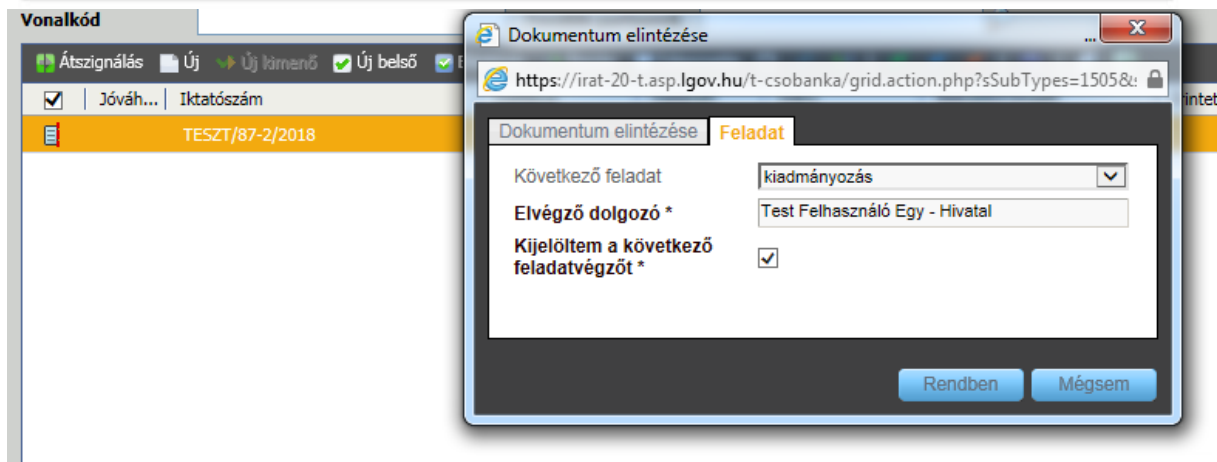 Vonalkód
Átszignálás Új Új kimenő Új belső
Jóváh... Iktatószám
TESZT/87-2/2018
Dokumentum elintézése ...
https://irat-20-t.asp.lgov.hu/t-csobanka/grid.action.php?sSubTypes=1505&
Dokumentum elintézése Feladat
Következő feladat kiadmányozás
Elvégző dolgozó * Test Felhasználó Egy - Hivatal
Kijelöltem a következő
feladatvégzőt *
Rendben Mégsem